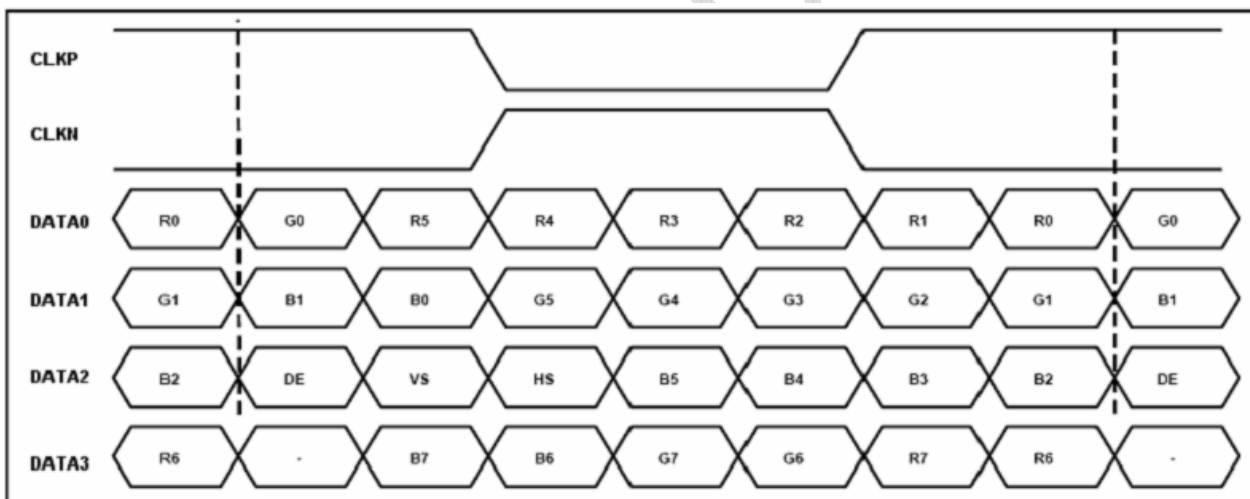 CLKP
CLKN
DATA0 R0 G0 R5 R4 R3 R2 R1 R0 G0
DATA1 G1 B1 B0 G5 G4 G3 G2 G1 B1
DATA2 B2 DE VS HS B5 B4 B3 B2 DE
DATA3 R6 - B7 B6 G7 G6 R7 R6 -